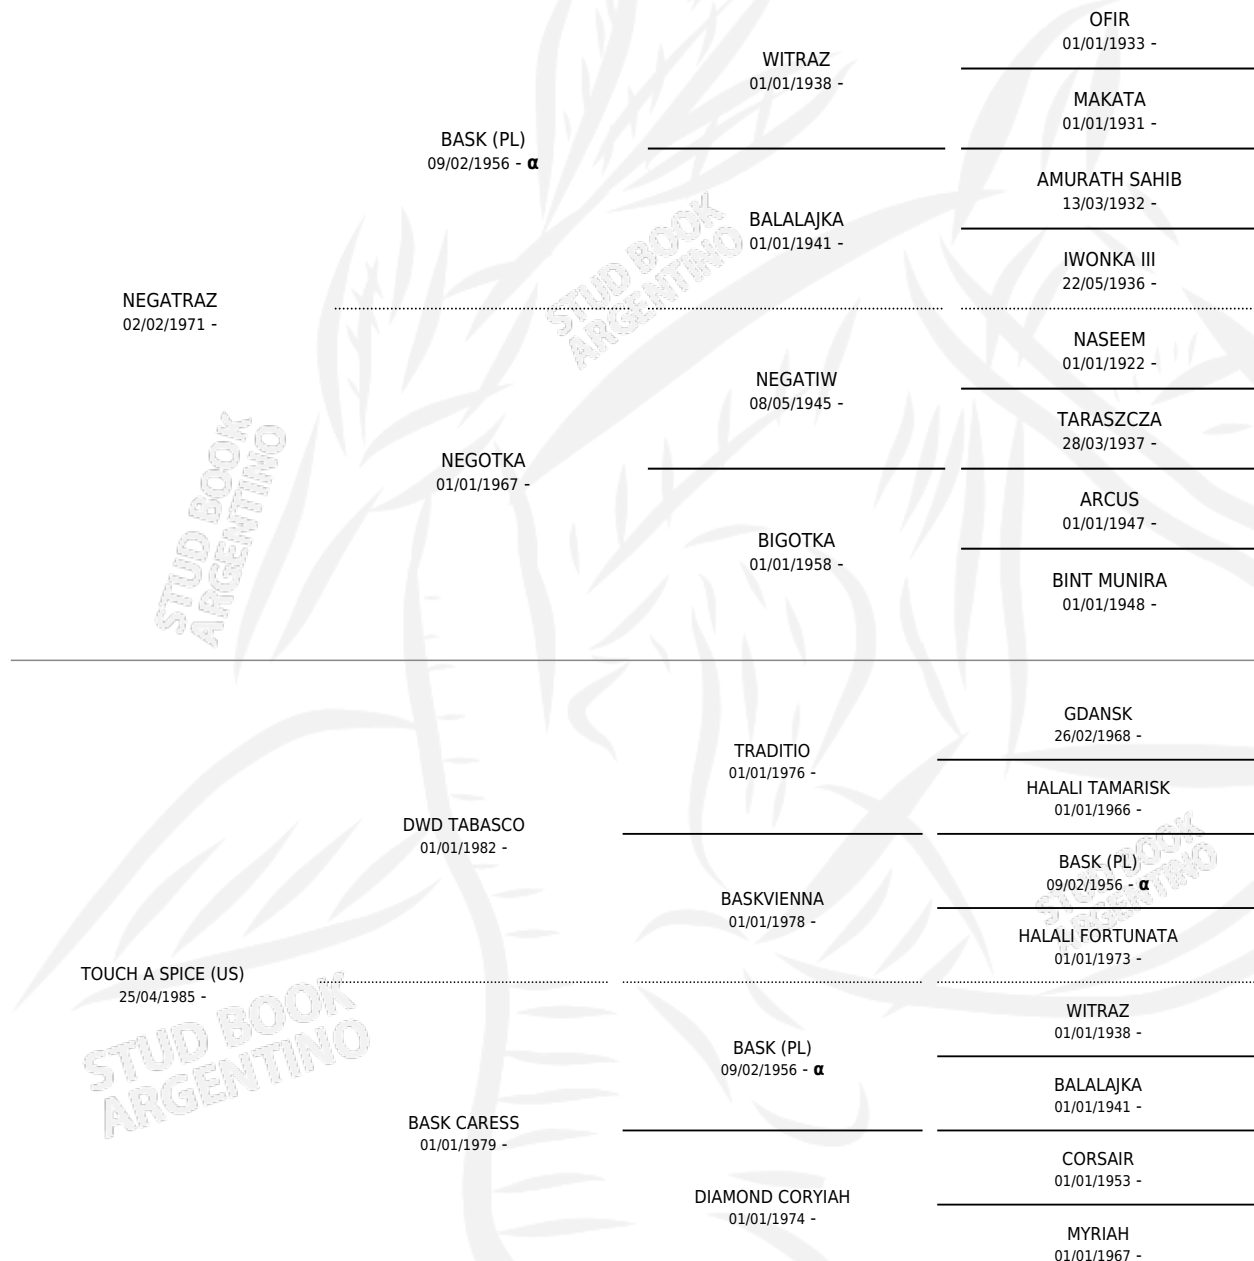 OFIR
01/01/1933 -
WITRAZ
01/01/1938 -
MAKATA
01/01/1931 -
BASK (PL)
09/02/1956 - α
AMURATH SAHIB
13/03/1932 -
BALALAJKA
01/01/1941 -
IWONKA III
22/05/1936 -
NEGATRAZ
02/02/1971 -
NASEEM
01/01/1922 -
NEGATIW
08/05/1945 -
TARASZCZA
28/03/1937 -
NEGOTKA
01/01/1967 -
ARCUS
01/01/1947 -
BIGOTKA
01/01/1958 -
BINT MUNIRA
01/01/1948 -
STUD BOOK
ARGENTINO
STUD BOOK
ARGENTINO
GDANSK
26/02/1968 -
TRADITIO
01/01/1976 -
HALALI TAMARISK
01/01/1966 -
DWD TABASCO
01/01/1982 -
BASK (PL)
09/02/1956 - α
BASKVIENNA
01/01/1978 -
HALALI FORTUNATA
01/01/1973 -
TOUCH A SPICE (US)
25/04/1985 -
WITRAZ
01/01/1938 -
BASK (PL)
09/02/1956 - α
BALALAJKA
01/01/1941 -
BASK CARESS
01/01/1979 -
CORSAIR
01/01/1953 -
DIAMOND CORYIAH
01/01/1974 -
MYRIAH
01/01/1967 -
STUD BOOK
ARGENTINO
STUD BOOK
ARGENTINO